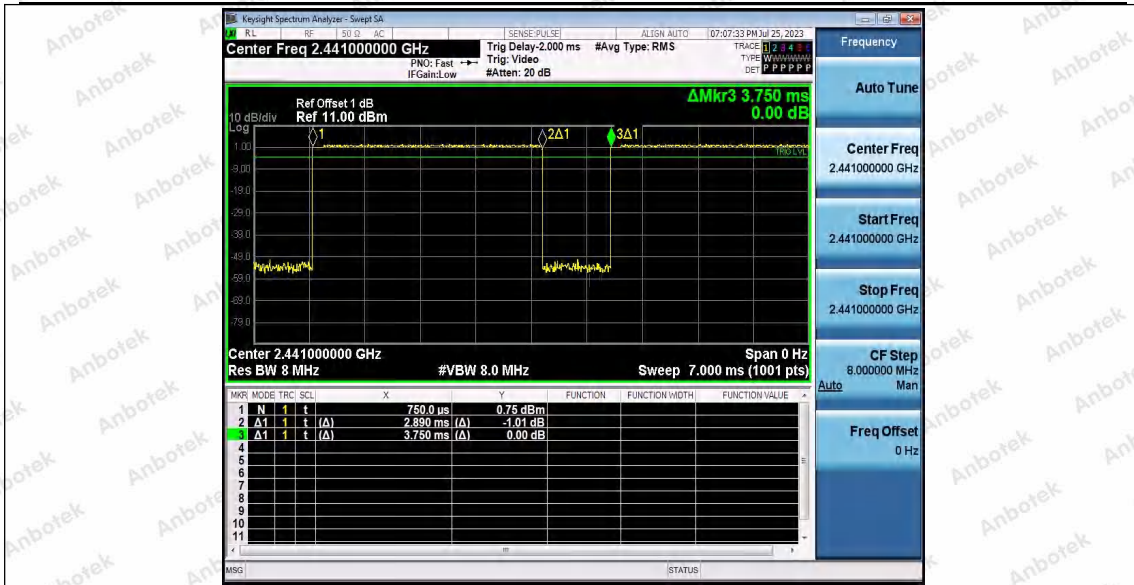 Keysight Spectrum Analyzer - Swept SA
RL RF 50 Ω AC SENSE:PULSE ALIGN AUTO 07:07:33 PM Jul 25, 2023
Center Freq 2.441000000 GHz
PNO: Fast
IFGain:Low
Trig Delay-2.000 ms
Trig: Video
#Atten: 20 dB
#Avg Type: RMS
TRACE 1 2 3 4 5 6
TYPE WWWWWW
DET P P P P P P
Frequency
Auto Tune
Center Freq
2.441000000 GHz
Start Freq
2.441000000 GHz
Stop Freq
2.441000000 GHz
CF Step
8.000000 MHz
Auto Man
Freq Offset
0 Hz
ΔMkr3 3.750 ms
0.00 dB
10 dB/div
Log
Ref Offset 1 dB
Ref 11.00 dBm
1
2Δ1
3Δ1
TRIG LVL
1.00
-9.00
-19.0
-29.0
-39.0
-49.0
-59.0
-69.0
-79.0
Center 2.441000000 GHz Span 0 Hz
Res BW 8 MHz #VBW 8.0 MHz Sweep 7.000 ms (1001 pts)
MKR MODE TRC SCL X Y FUNCTION FUNCTION WIDTH FUNCTION VALUE
1 N 1 t 750.0 µs 0.75 dBm
2 Δ1 1 t (Δ) 2.890 ms (Δ) -1.01 dB
3 Δ1 1 t (Δ) 3.750 ms (Δ) 0.00 dB
4
5
6
7
8
9
10
11
MSG STATUS
Anbotek